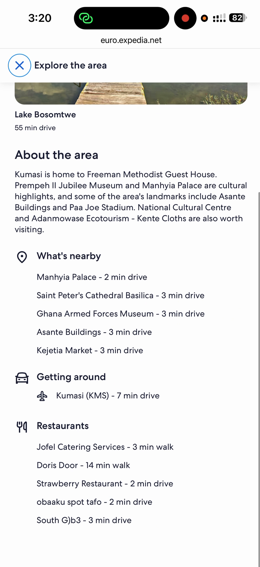 3:20
82
euro.expedia.net
Explore the area
Lake Bosomtwe
55 min drive
About the area
Kumasi is home to Freeman Methodist Guest House.
Prempeh II Jubilee Museum and Manhyia Palace are cultural
highlights, and some of the area's landmarks include Asante
Buildings and Paa Joe Stadium. National Cultural Centre
and Adanmowase Ecotourism - Kente Cloths are also worth
visiting.
What's nearby
Manhyia Palace - 2 min drive
Saint Peter's Cathedral Basilica - 3 min drive
Ghana Armed Forces Museum - 3 min drive
Asante Buildings - 3 min drive
Kejetia Market - 3 min drive
Getting around
Kumasi (KMS) - 7 min drive
Restaurants
Jofel Catering Services - 3 min walk
Doris Door - 14 min walk
Strawberry Restaurant - 2 min drive
obaaku spot tafo - 2 min drive
South G)b3 - 3 min drive